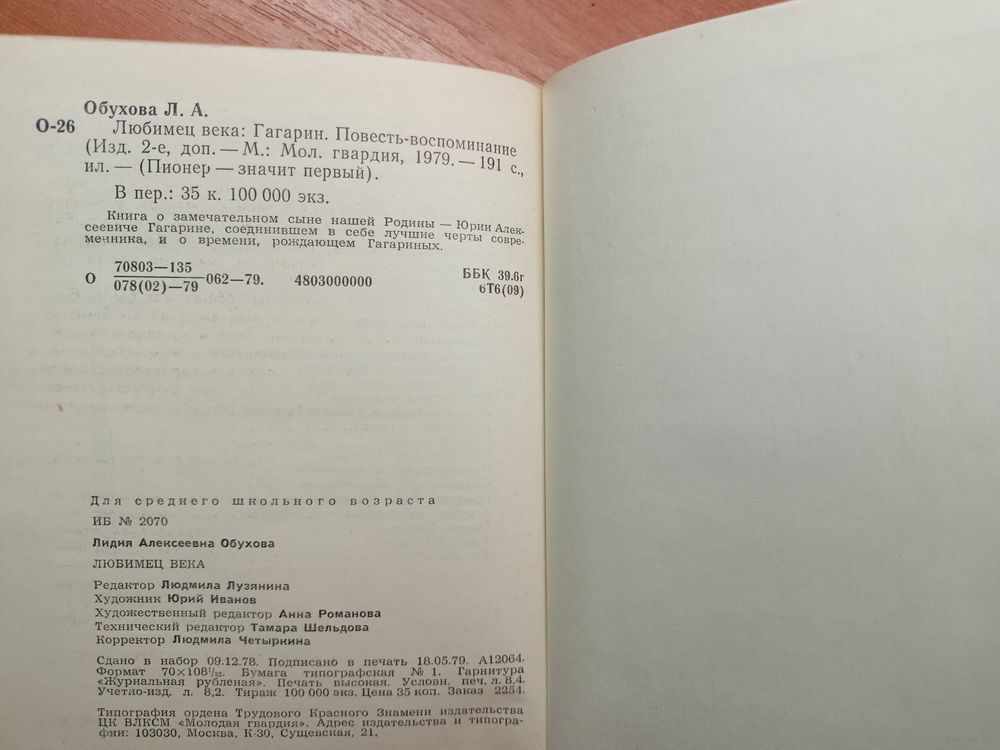 Обухова Л. А.
О-26
Любимец века: Гагарин. Повесть-воспоминание
(Изд. 2-е, доп. — М.: Мол. гвардия, 1979. — 191 с.,
ил. — (Пионер — значит первый).
В пер.: 35 к. 100 000 экз.
Книга о замечательном сыне нашей Родины — Юрии Алек-
сеевиче Гагарине, соединившем в себе лучшие черты совре-
менника, и о времени, рождающем Гагариных.
О 70803—135
078(02)—79 062—79. 4803000000
ББК 39.6г
6Т6(09)
Для среднего школьного возраста
ИБ № 2070
Лидия Алексеевна Обухова
ЛЮБИМЕЦ ВЕКА
Редактор Людмила Лузянина
Художник Юрий Иванов
Художественный редактор Анна Романова
Технический редактор Тамара Шельдова
Корректор Людмила Четыркина
Сдано в набор 09.12.78. Подписано в печать 18.05.79. А12064.
Формат 70×108¹/₃₂. Бумага типографская № 1. Гарнитура
«Журнальная рубленая». Печать высокая. Условн. печ. л. 8,4.
Учетно-изд. л. 8,2. Тираж 100 000 экз. Цена 35 коп. Заказ 2254.
Типография ордена Трудового Красного Знамени издательства
ЦК ВЛКСМ «Молодая гвардия». Адрес издательства и типогра-
фии: 103030, Москва, К-30, Сущевская, 21.